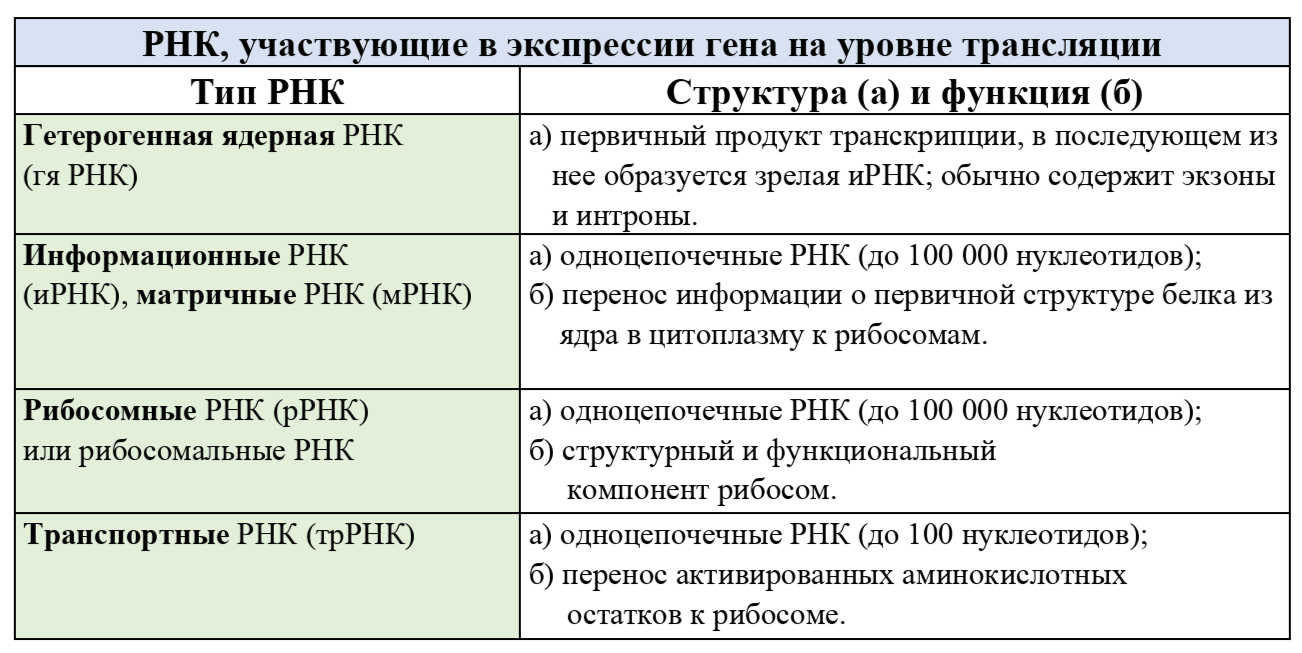 РНК, участвующие в экспрессии гена на уровне трансляции
Тип РНК
Структура (а) и функция (б)
Гетерогенная ядерная РНК
(гя РНК)
а) первичный продукт транскрипции, в последующем из
нее образуется зрелая иРНК; обычно содержит экзоны
и интроны.
Информационные РНК
(иРНК), матричные РНК (мРНК)
а) одноцепочечные РНК (до 100 000 нуклеотидов);
б) перенос информации о первичной структуре белка из
ядра в цитоплазму к рибосомам.
Рибосомные РНК (рРНК)
или рибосомальные РНК
а) одноцепочечные РНК (до 100 000 нуклеотидов);
б) структурный и функциональный
компонент рибосом.
Транспортные РНК (трРНК)
а) одноцепочечные РНК (до 100 нуклеотидов);
б) перенос активированных аминокислотных
остатков к рибосоме.